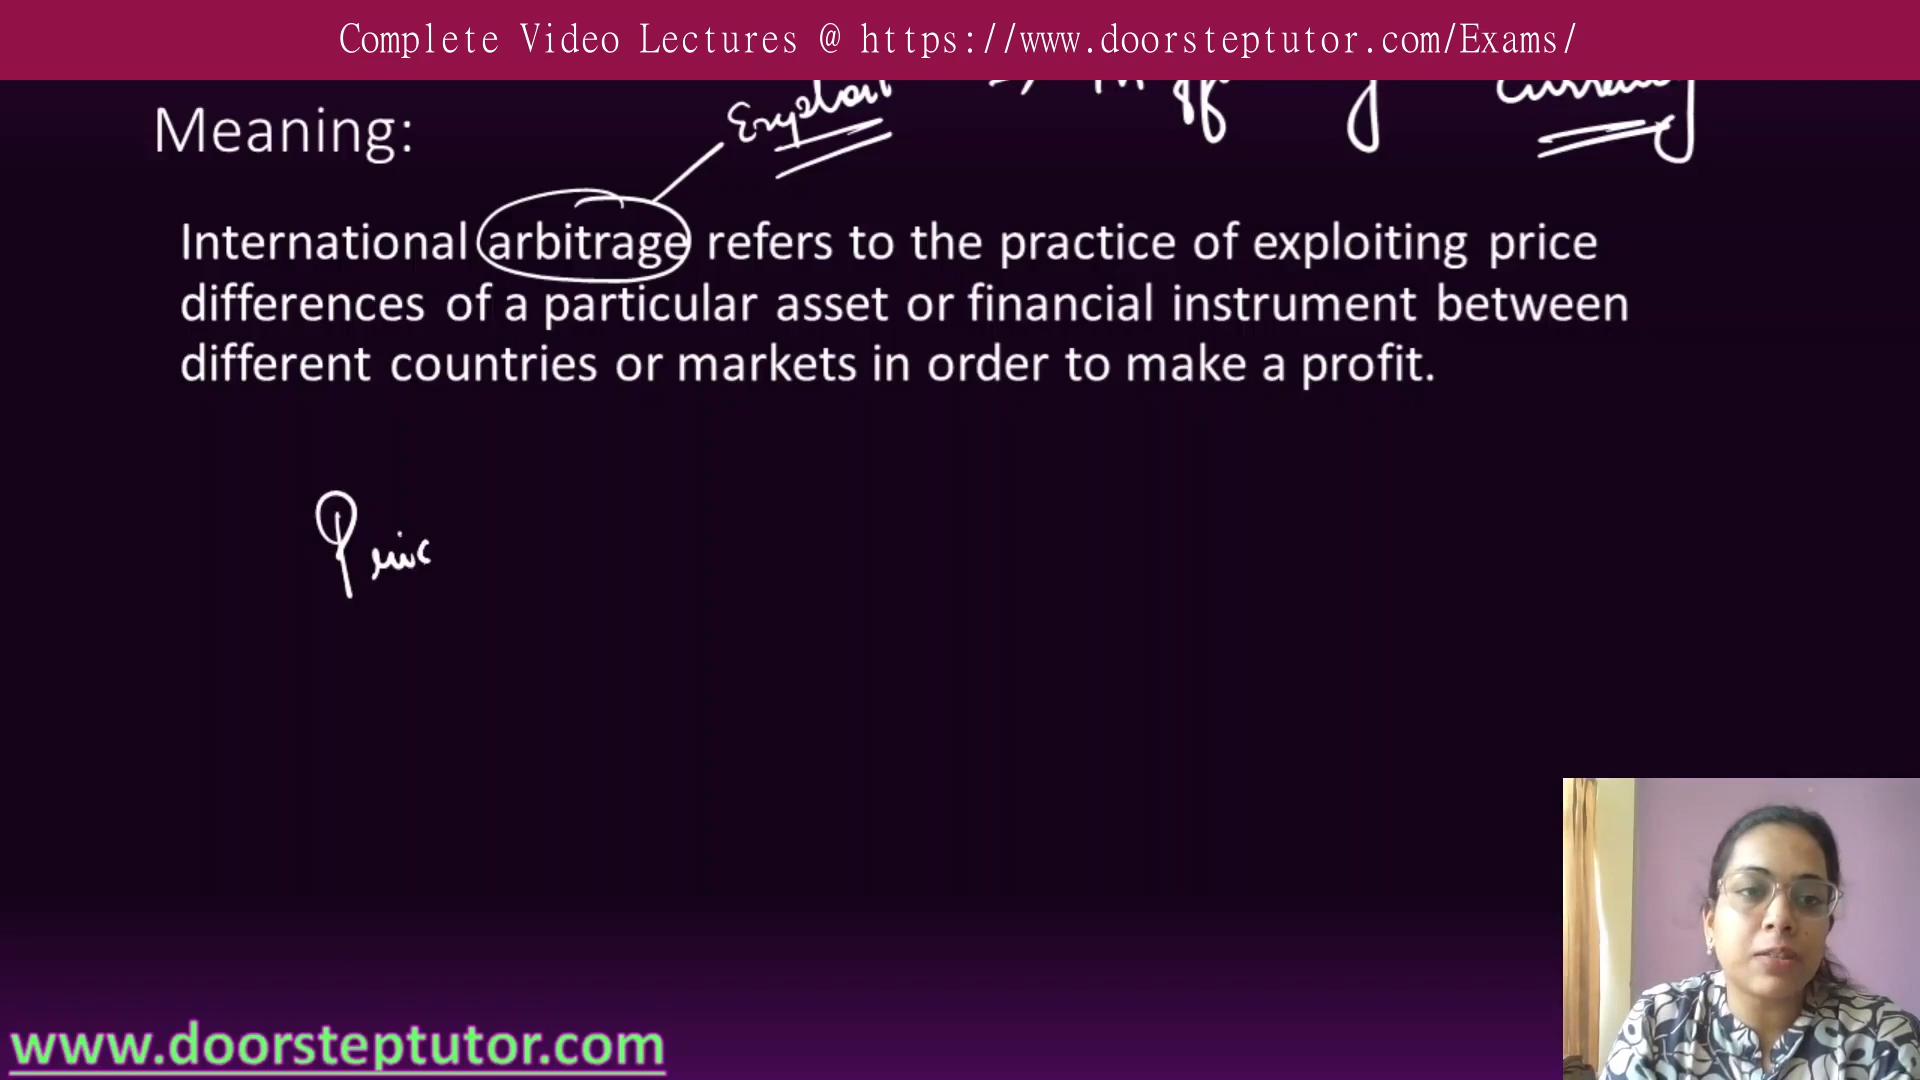 Complete Video Lectures @ https://www.doorsteptutor.com/Exams/
Currency
Meaning:
International arbitrage refers to the practice of exploiting price
differences of a particular asset or financial instrument between
different countries or markets in order to make a profit.
Pric
www.doorsteptutor.com